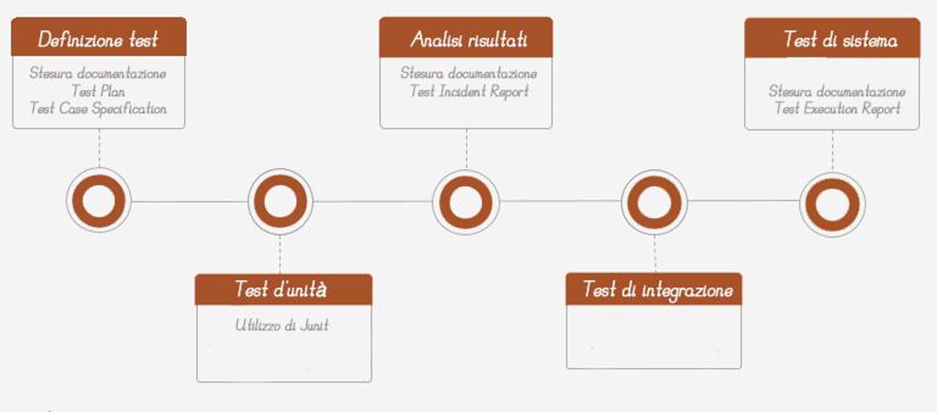 Definizione test
Stesura documentazione
Test Plan
Test Case Specification
Test d'unità
Utilizzo di Junit
Analisi risultati
Stesura documentazione
Test Incident Report
Test di integrazione
Test di sistema
Stesura documentazione
Test Execution Report